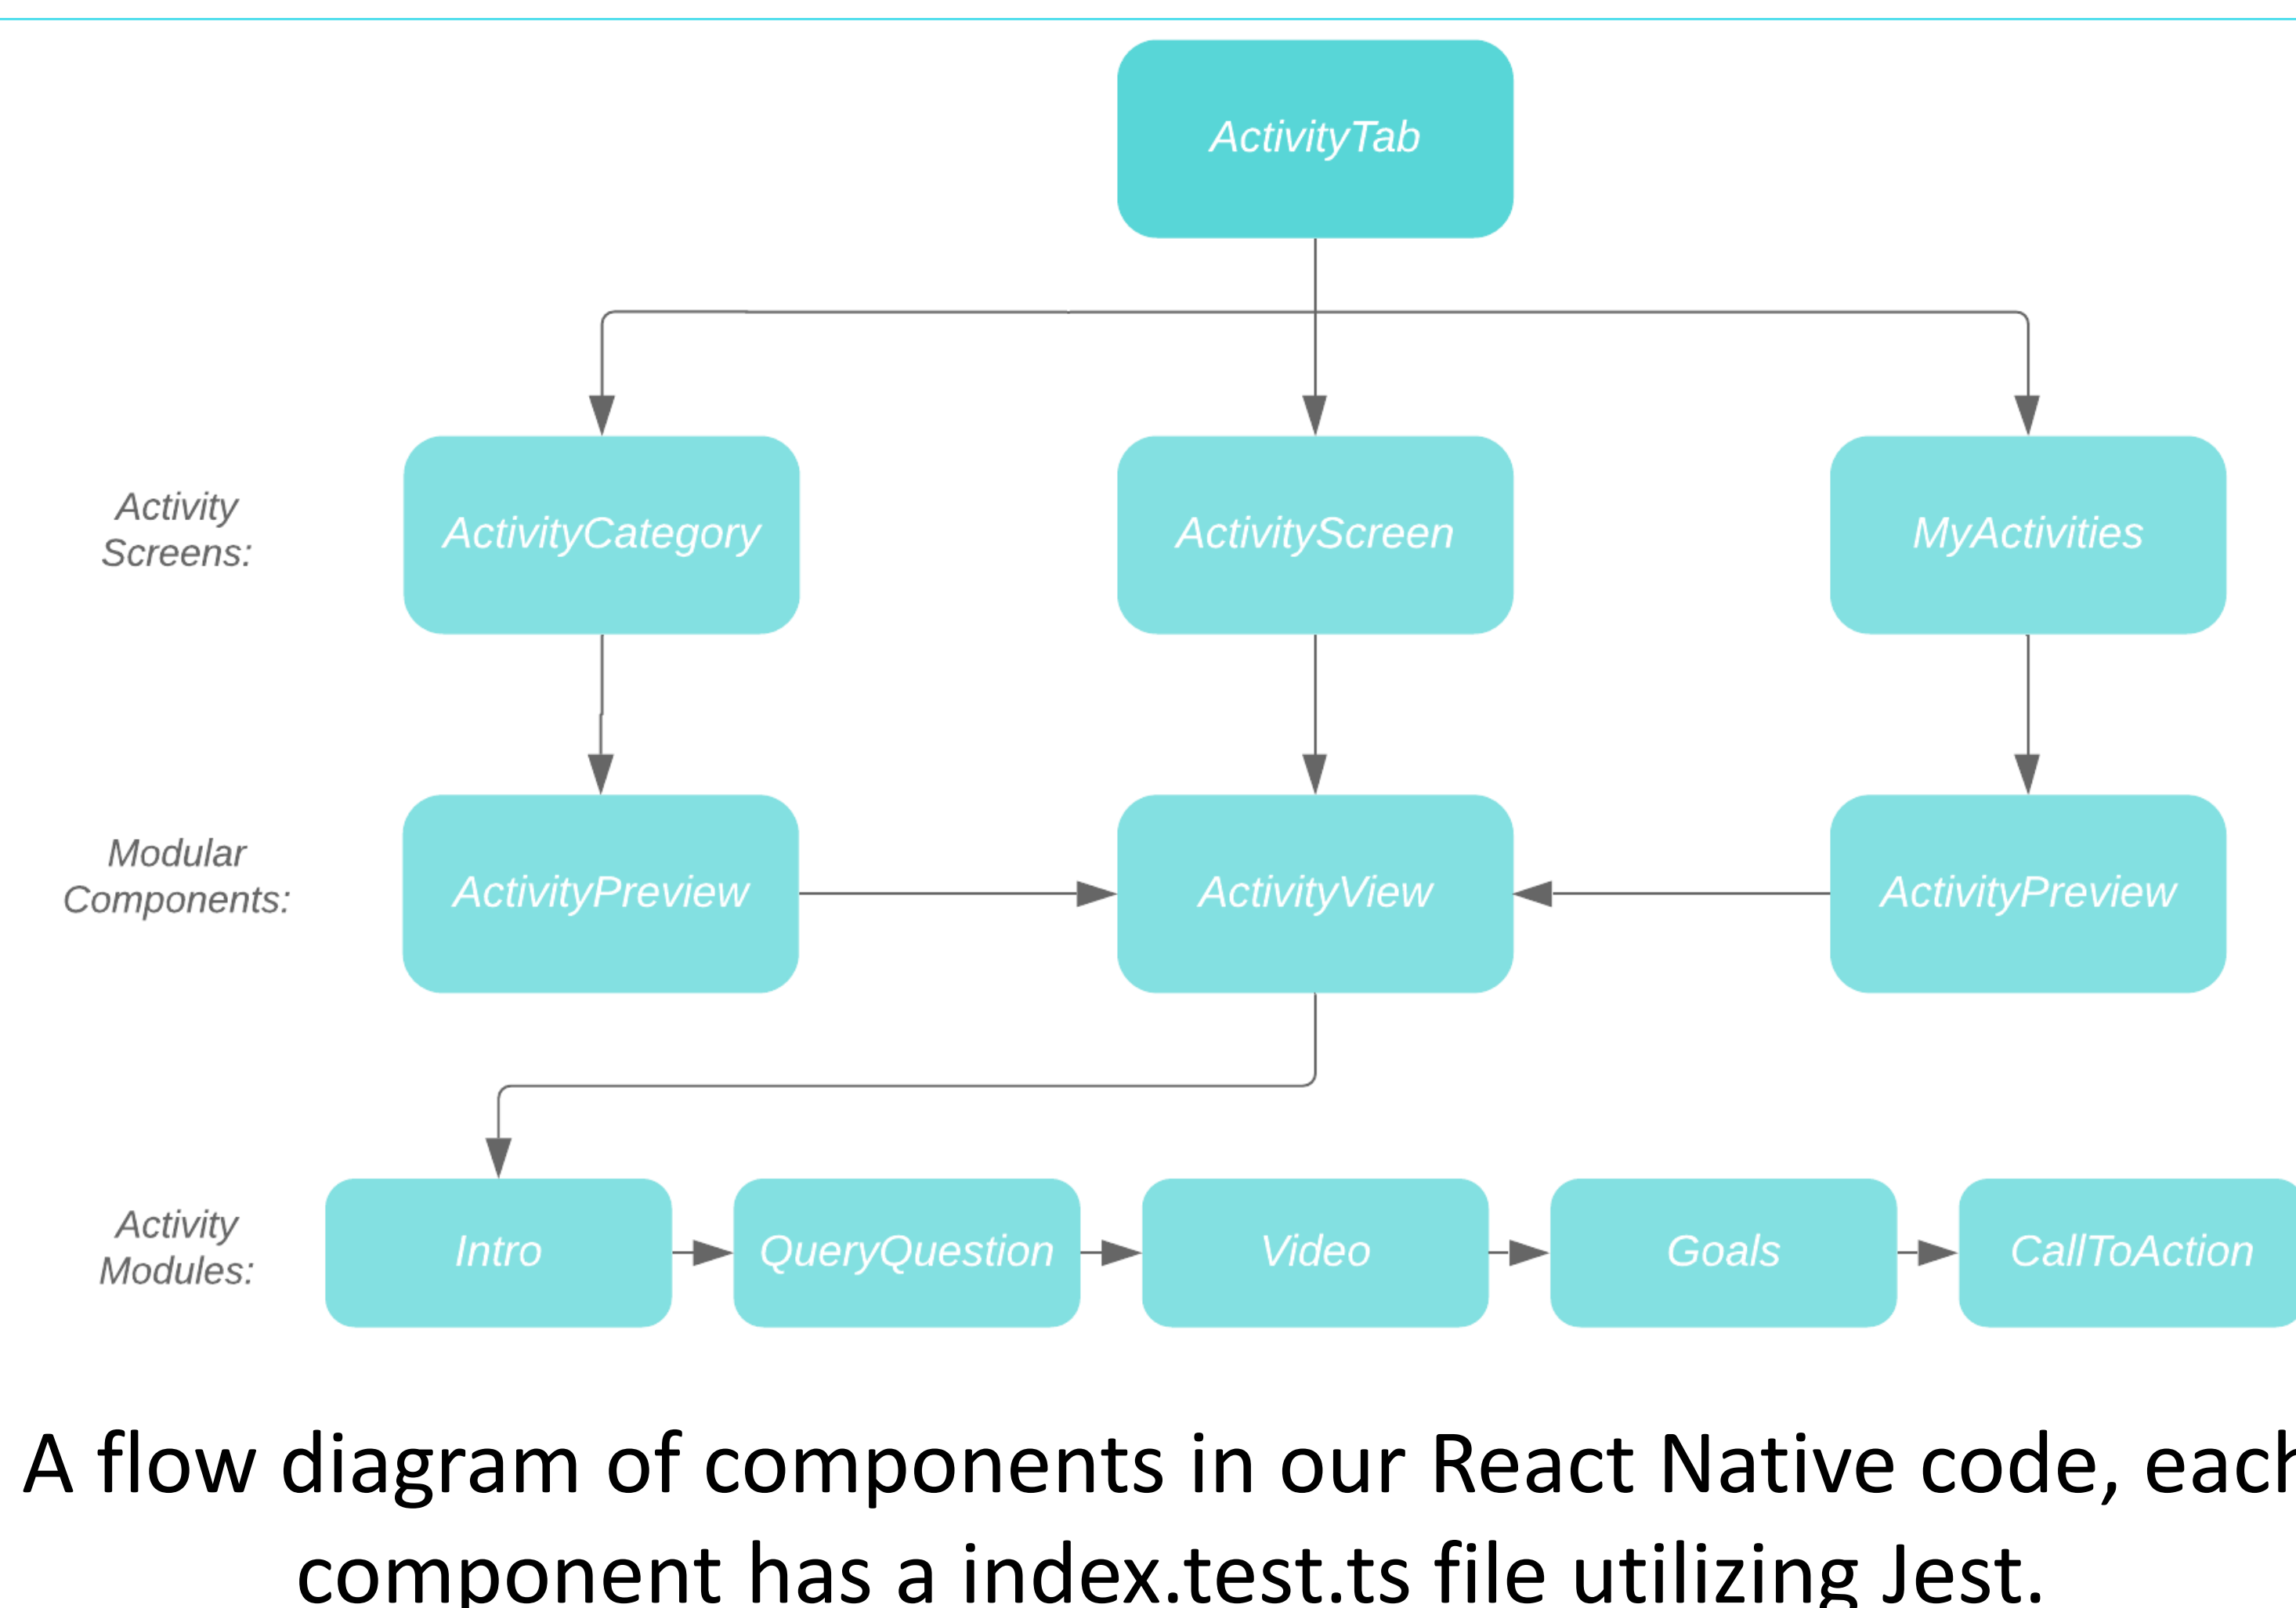 ActivityTab
Activity
Screens:
ActivityCategory
ActivityScreen
MyActivities
Modular
Components:
ActivityPreview
ActivityView
ActivityPreview
Activity
Modules:
Intro
QueryQuestion
Video
Goals
CallToAction
A flow diagram of components in our React Native code, each
component has a index.test.ts file utilizing Jest.